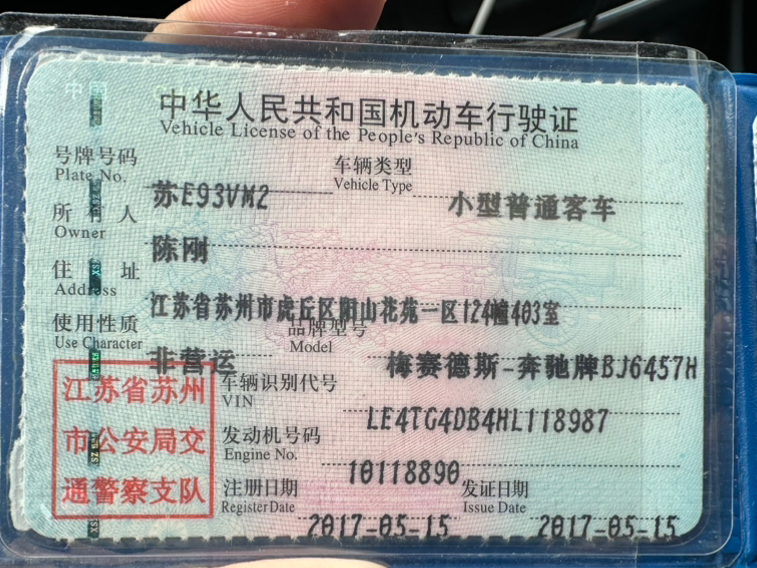 中华人民共和国机动车行驶证
Vehicle License of the People's Republic of China
号牌号码 苏E93VM2 车辆类型 小型普通客车
Plate No. Vehicle Type
所有人 陈刚
Owner
住址 江苏省苏州市虎丘区阳山花苑一区124幢403室
Address
使用性质 非营运 品牌型号 梅赛德斯-奔驰牌BJ6457H
Use Character Model
江苏省苏州
市公安局交
通警察支队
车辆识别代号 LE4TG4DB4HL118987
VIN
发动机号码 10118890
Engine No.
注册日期 2017-05-15 发证日期 2017-05-15
Register Date Issue Date